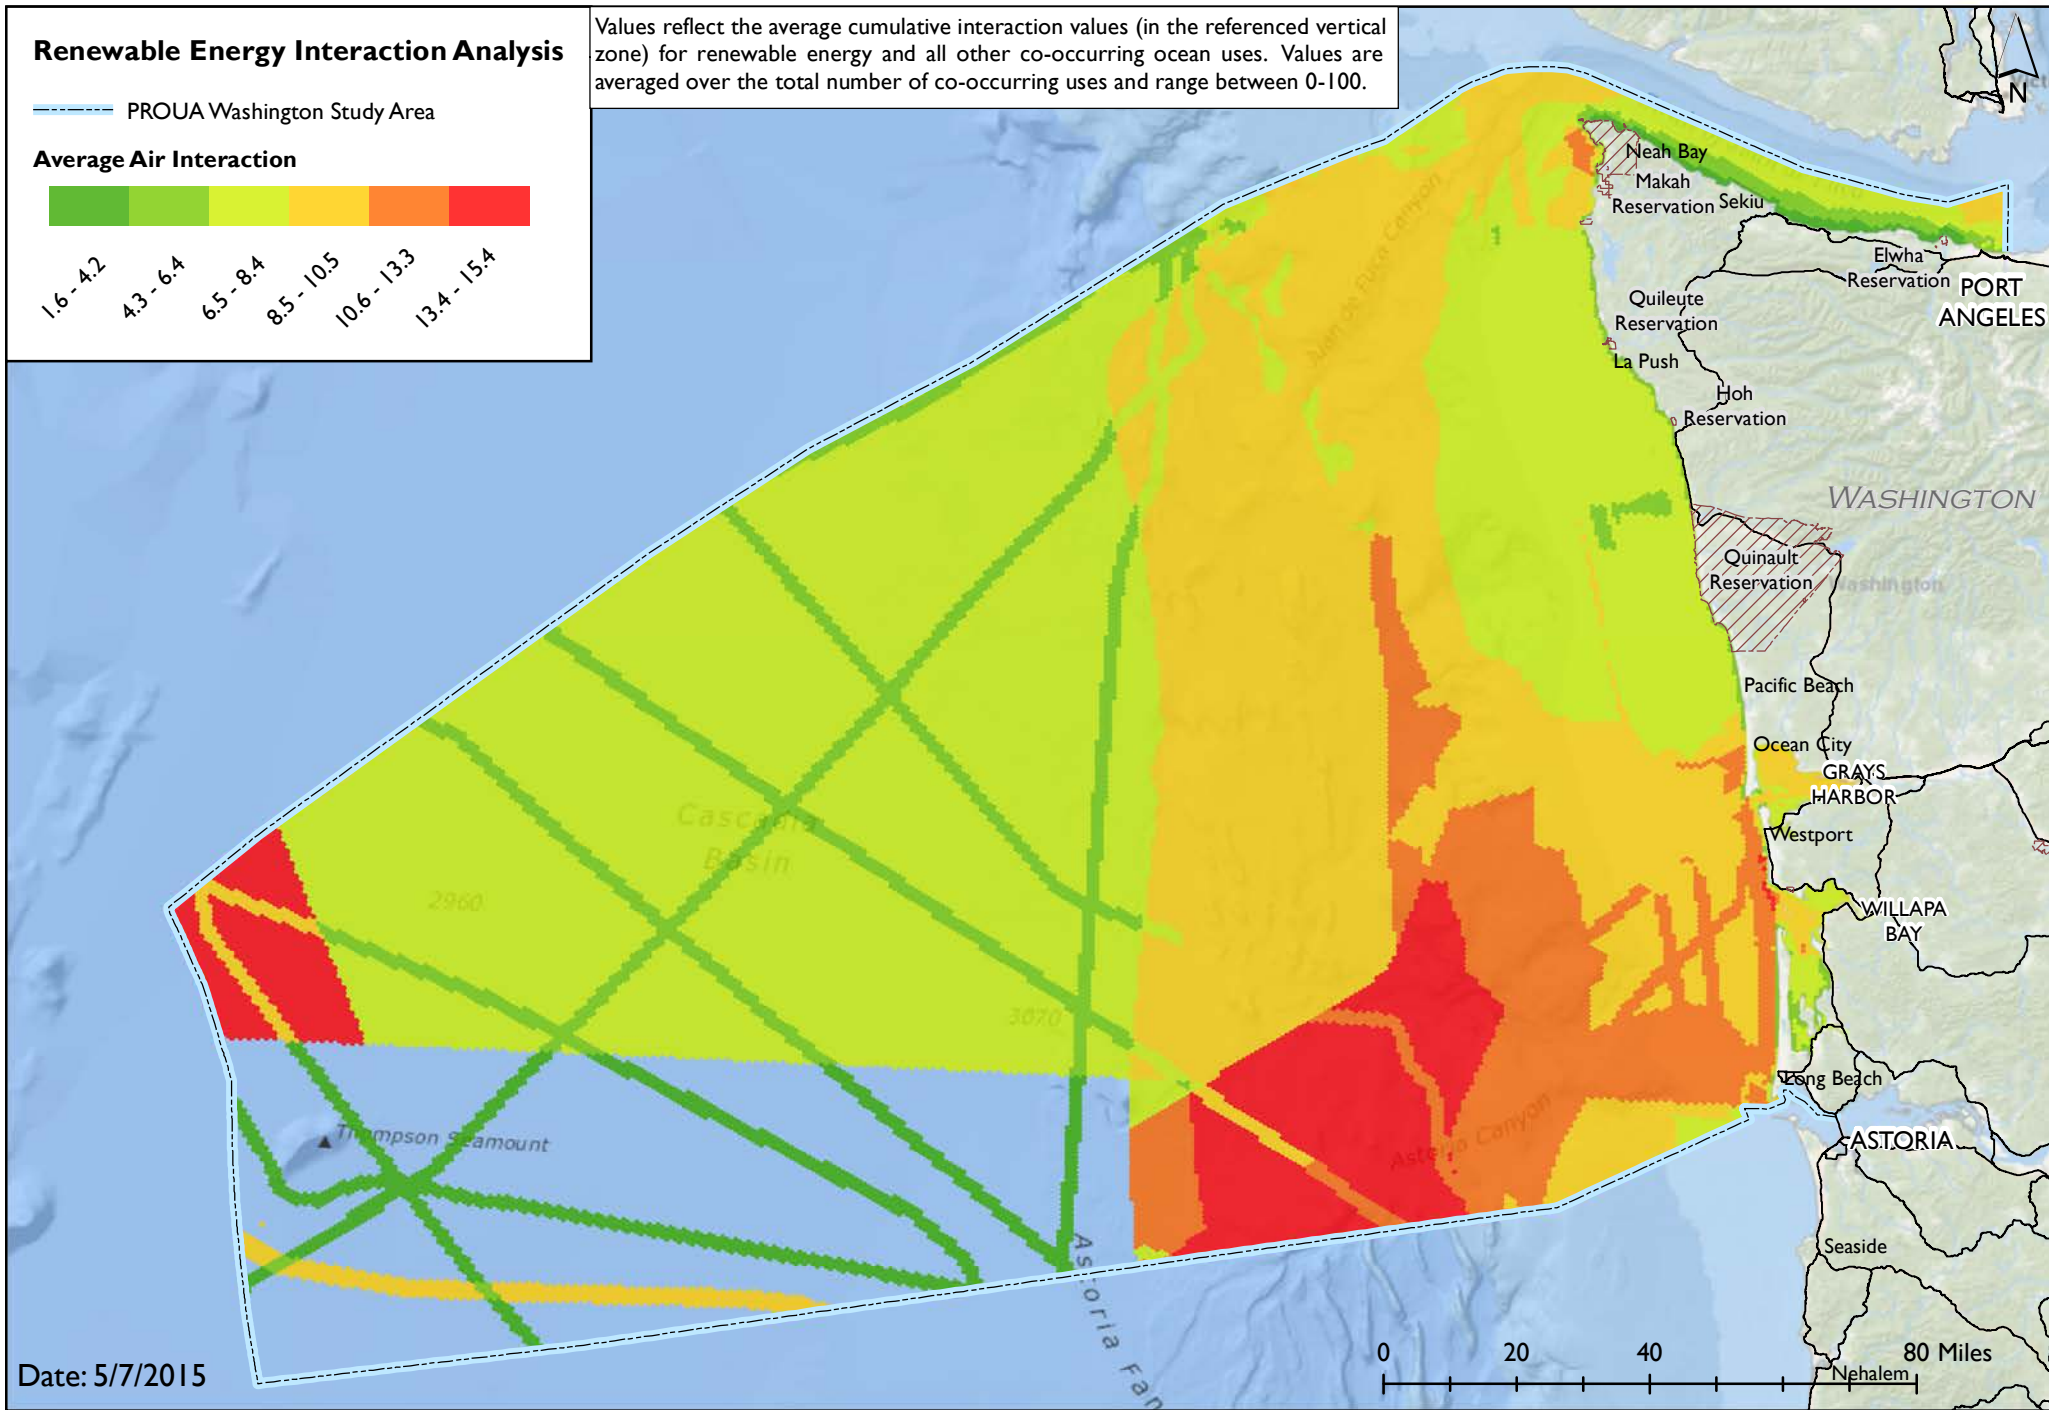 Renewable Energy Interaction Analysis
PROUA Washington Study Area
Average Air Interaction
1.6 - 4.2
4.3 - 6.4
6.5 - 8.4
8.5 - 10.5
10.6 - 13.3
13.4 - 15.4
Values reflect the average cumulative interaction values (in the referenced vertical
zone) for renewable energy and all other co-occurring ocean uses. Values are
averaged over the total number of co-occurring uses and range between 0-100.
N
Neah Bay
Makah
Reservation
Sekiu
Elwha
Reservation
PORT
ANGELES
Juan de Fuca Canyon
Quileute
Reservation
La Push
Hoh
Reservation
WASHINGTON
Quinault
Reservation
Washington
Pacific Beach
Ocean City
GRAYS
HARBOR
Westport
Cascadia
Basin
2960
WILLAPA
BAY
3070
Long Beach
Thompson Seamount
Astoria Canyon
ASTORIA
Seaside
Astoria Fan
0
20
40
80 Miles
Nehalem
Date: 5/7/2015